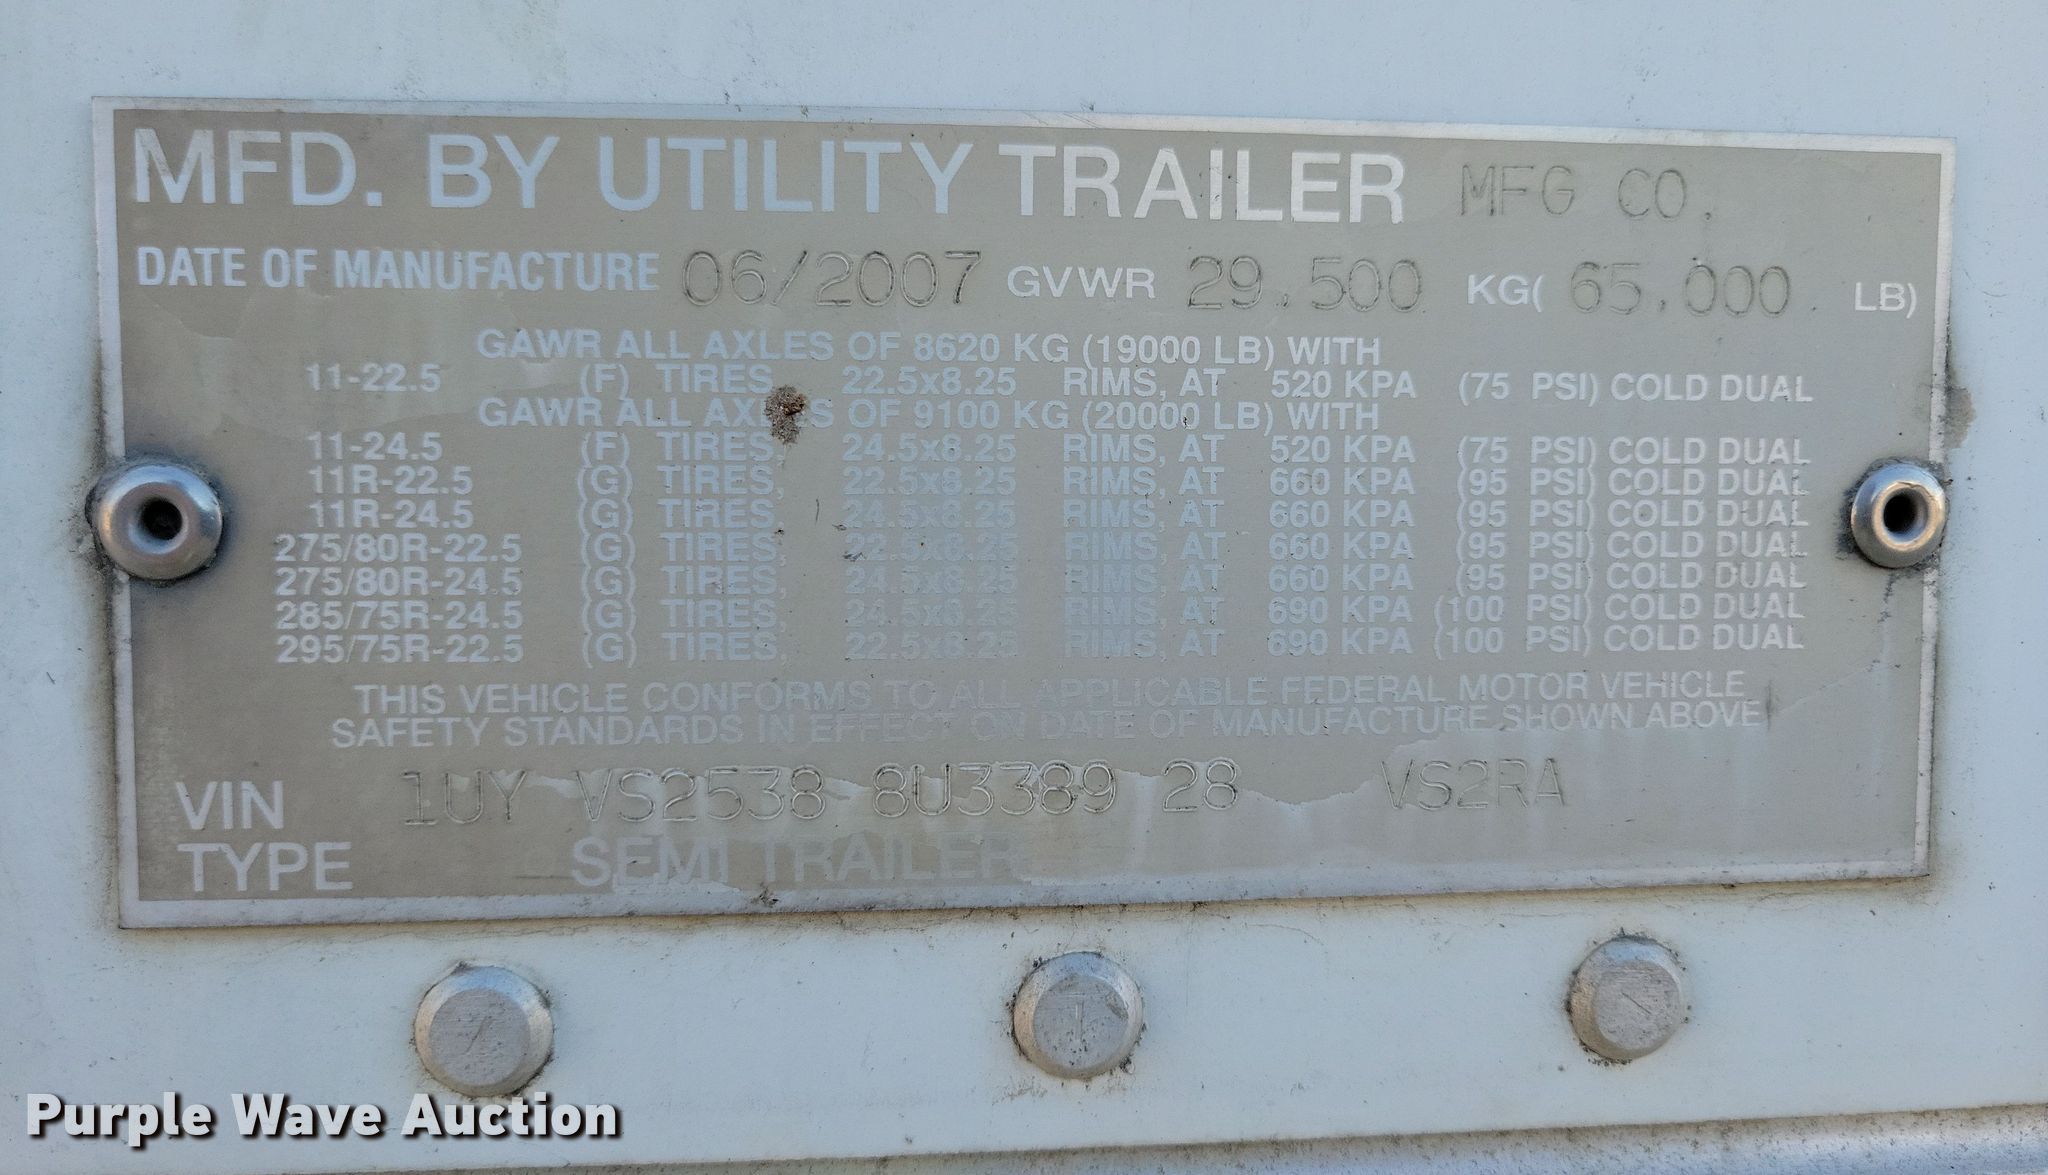 MFD. BY UTILITY TRAILER MFG CO.
DATE OF MANUFACTURE 06/2007 GVWR 29.500 KG( 65.000 LB)
GAWR ALL AXLES OF 8620 KG (19000 LB) WITH
11-22.5 (F) TIRES, 22.5x8.25 RIMS, AT 520 KPA (75 PSI) COLD DUAL
GAWR ALL AXLES OF 9100 KG (20000 LB) WITH
11-24.5 (F) TIRES, 24.5x8.25 RIMS, AT 520 KPA (75 PSI) COLD DUAL
11R-22.5 (G) TIRES, 22.5x8.25 RIMS, AT 660 KPA (95 PSI) COLD DUAL
11R-24.5 (G) TIRES, 24.5x8.25 RIMS, AT 660 KPA (95 PSI) COLD DUAL
275/80R-22.5 (G) TIRES, 22.5x8.25 RIMS, AT 660 KPA (95 PSI) COLD DUAL
275/80R-24.5 (G) TIRES, 24.5x8.25 RIMS, AT 660 KPA (95 PSI) COLD DUAL
285/75R-24.5 (G) TIRES, 24.5x8.25 RIMS, AT 690 KPA (100 PSI) COLD DUAL
295/75R-22.5 (G) TIRES, 22.5x8.25 RIMS, AT 690 KPA (100 PSI) COLD DUAL
THIS VEHICLE CONFORMS TO ALL APPLICABLE FEDERAL MOTOR VEHICLE
SAFETY STANDARDS IN EFFECT ON DATE OF MANUFACTURE SHOWN ABOVE
VIN 1UY VS2538 8U3389 28 VS2RA
TYPE SEMI TRAILER
Purple Wave Auction